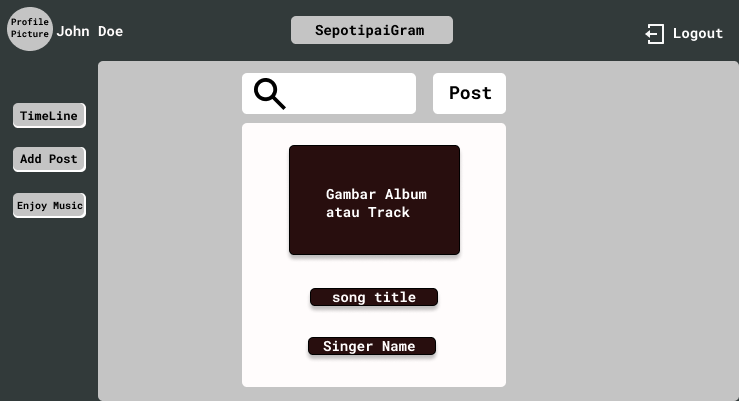 Profile
Picture
John Doe
SepotipaiGram
Logout
Post
TimeLine
Add Post
Enjoy Music
Gambar Album
atau Track
song title
Singer Name